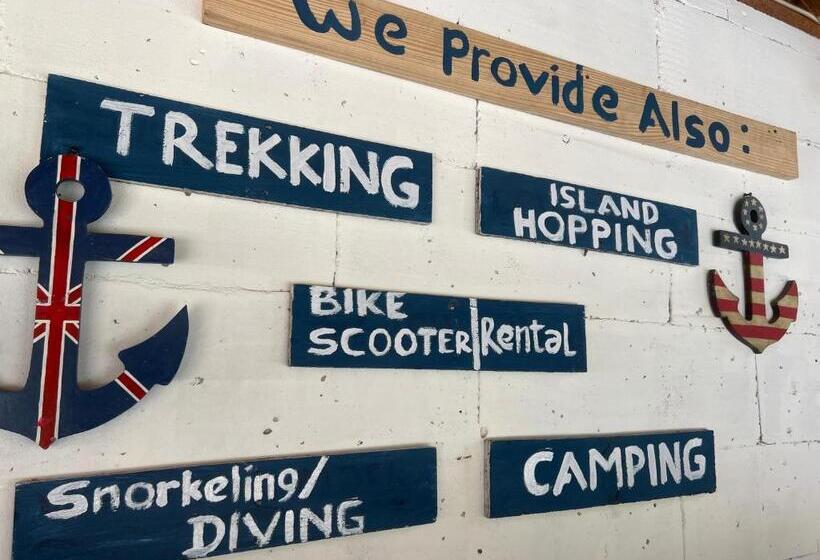 We Provide Also:
TREKKING
ISLAND
HOPPING
BIKE
SCOOTER Rental
Snorkeling/
DIVING
CAMPING